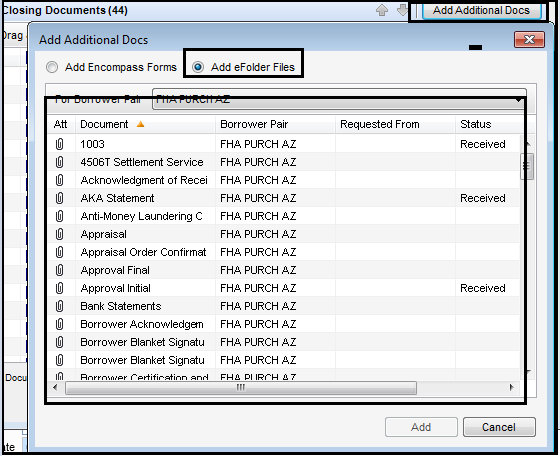 Closing Documents (44)
Add Additional Docs
Drag
Add Additional Docs
Add Encompass Forms
Add eFolder Files
For Borrower Pair FHA PURCH AZ
Att Document Borrower Pair Requested From Status
1003 FHA PURCH AZ Received
4506T Settlement Service FHA PURCH AZ
Acknowledgment of Recei FHA PURCH AZ
AKA Statement FHA PURCH AZ Received
Anti-Money Laundering C FHA PURCH AZ
Appraisal FHA PURCH AZ
Appraisal Order Confirmat FHA PURCH AZ
Approval Final FHA PURCH AZ
Approval Initial FHA PURCH AZ Received
Bank Statements FHA PURCH AZ
Borrower Acknowledgem FHA PURCH AZ
Borrower Blanket Signatu FHA PURCH AZ
Borrower Blanket Signatu FHA PURCH AZ
Borrower Certification and FHA PURCH AZ
Docu
ate
Add Cancel